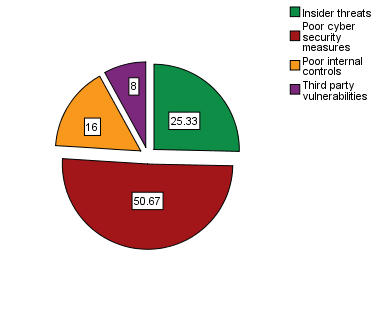 Insider threats
Poor cyber
security
measures
Poor internal
controls
Third party
vulnerabilities
8
25.33
16
50.67